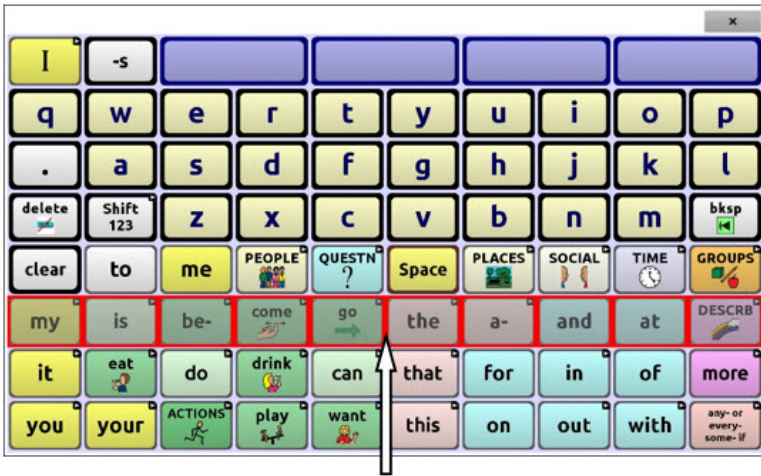 ×
I -s
q w e r t y u i o p
. a s d f g h j k l
delete Shift 123 z x c v b n m bksp
clear to me PEOPLE QUESTN ? Space PLACES SOCIAL TIME GROUPS
my is be- come go the a- and at DESCRB
it eat do drink can that for in of more
you your ACTIONS play want this on out with any- or every- some- if